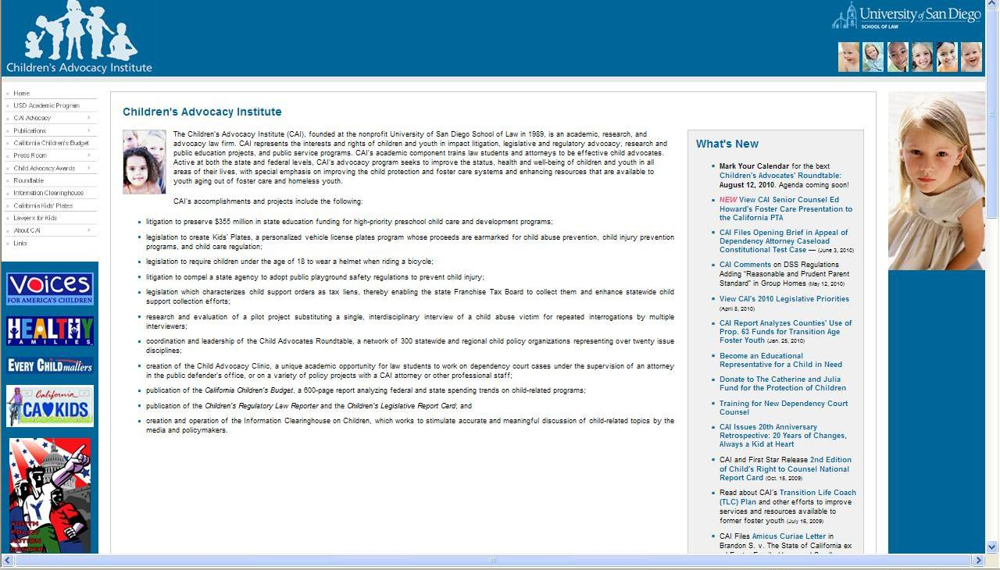 Children's Advocacy Institute
University of San Diego
SCHOOL OF LAW
Home
USD Academic Program
CAI Advocacy
Publications
California Children's Budget
Press Room
Child Advocacy Awards
Roundtable
Information Clearinghouse
California Kids' Plates
Lawyers for Kids
About CAI
Links
VOICES
FOR AMERICA'S CHILDREN
HEALTHY
FAMILIES
EVERY CHILD matters
California
CA KIDS
YOUTH
POLICY
ACTION
CENTER
Children's Advocacy Institute
The Children's Advocacy Institute (CAI), founded at the nonprofit University of San Diego School of Law in 1989, is an academic, research, and
advocacy law firm. CAI represents the interests and rights of children and youth in impact litigation, legislative and regulatory advocacy, research and
public education projects, and public service programs. CAI's academic component trains law students and attorneys to be effective child advocates.
Active at both the state and federal levels, CAI's advocacy program seeks to improve the status, health and well-being of children and youth in all
areas of their lives, with special emphasis on improving the child protection and foster care systems and enhancing resources that are available to
youth aging out of foster care and homeless youth.
CAI's accomplishments and projects include the following:
litigation to preserve $355 million in state education funding for high-priority preschool child care and development programs;
legislation to create Kids' Plates, a personalized vehicle license plates program whose proceeds are earmarked for child abuse prevention, child injury prevention
programs, and child care regulation;
legislation to require children under the age of 18 to wear a helmet when riding a bicycle;
litigation to compel a state agency to adopt public playground safety regulations to prevent child injury;
legislation which characterizes child support orders as tax liens, thereby enabling the state Franchise Tax Board to collect them and enhance statewide child
support collection efforts;
research and evaluation of a pilot project substituting a single, interdisciplinary interview of a child abuse victim for repeated interrogations by multiple
interviewers;
coordination and leadership of the Child Advocates Roundtable, a network of 300 statewide and regional child policy organizations representing over twenty issue
disciplines;
creation of the Child Advocacy Clinic, a unique academic opportunity for law students to work on dependency court cases under the supervision of an attorney
in the public defender's office, or on a variety of policy projects with a CAI attorney or other professional staff;
publication of the California Children's Budget, a 600-page report analyzing federal and state spending trends on child-related programs;
publication of the Children's Regulatory Law Reporter and the Children's Legislative Report Card; and
creation and operation of the Information Clearinghouse on Children, which works to stimulate accurate and meaningful discussion of child-related topics by the
media and policymakers.
What's New
Mark Your Calendar for the bext
Children's Advocates' Roundtable:
August 12, 2010. Agenda coming soon!
NEW View CAI Senior Counsel Ed
Howard's Foster Care Presentation to
the California PTA
CAI Files Opening Brief in Appeal of
Dependency Attorney Caseload
Constitutional Test Case — (June 3, 2010)
CAI Comments on DSS Regulations
Adding "Reasonable and Prudent Parent
Standard" in Group Homes (May 12, 2010)
View CAI's 2010 Legislative Priorities
(April 8, 2010)
CAI Report Analyzes Counties' Use of
Prop. 63 Funds for Transition Age
Foster Youth (Jan. 25, 2010)
Become an Educational
Representative for a Child in Need
Donate to The Catherine and Julia
Fund for the Protection of Children
Training for New Dependency Court
Counsel
CAI Issues 20th Anniversary
Retrospective: 20 Years of Changes,
Always a Kid at Heart
CAI and First Star Release 2nd Edition
of Child's Right to Counsel National
Report Card (Oct. 15, 2009)
Read about CAI's Transition Life Coach
(TLC) Plan and other efforts to improve
services and resources available to
former foster youth (July 16, 2009)
CAI Files Amicus Curiae Letter in
Brandon S. v. The State of California ex